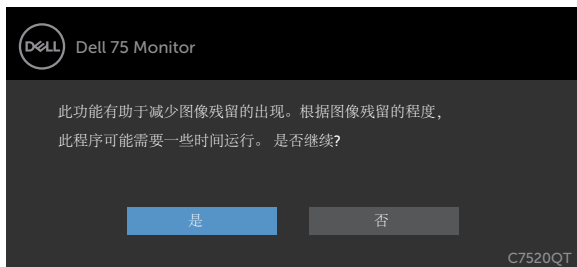 DELL Dell 75 Monitor
此功能有助于减少图像残留的出现。根据图像残留的程度，
此程序可能需要一些时间运行。 是否继续?
是 否
C7520QT